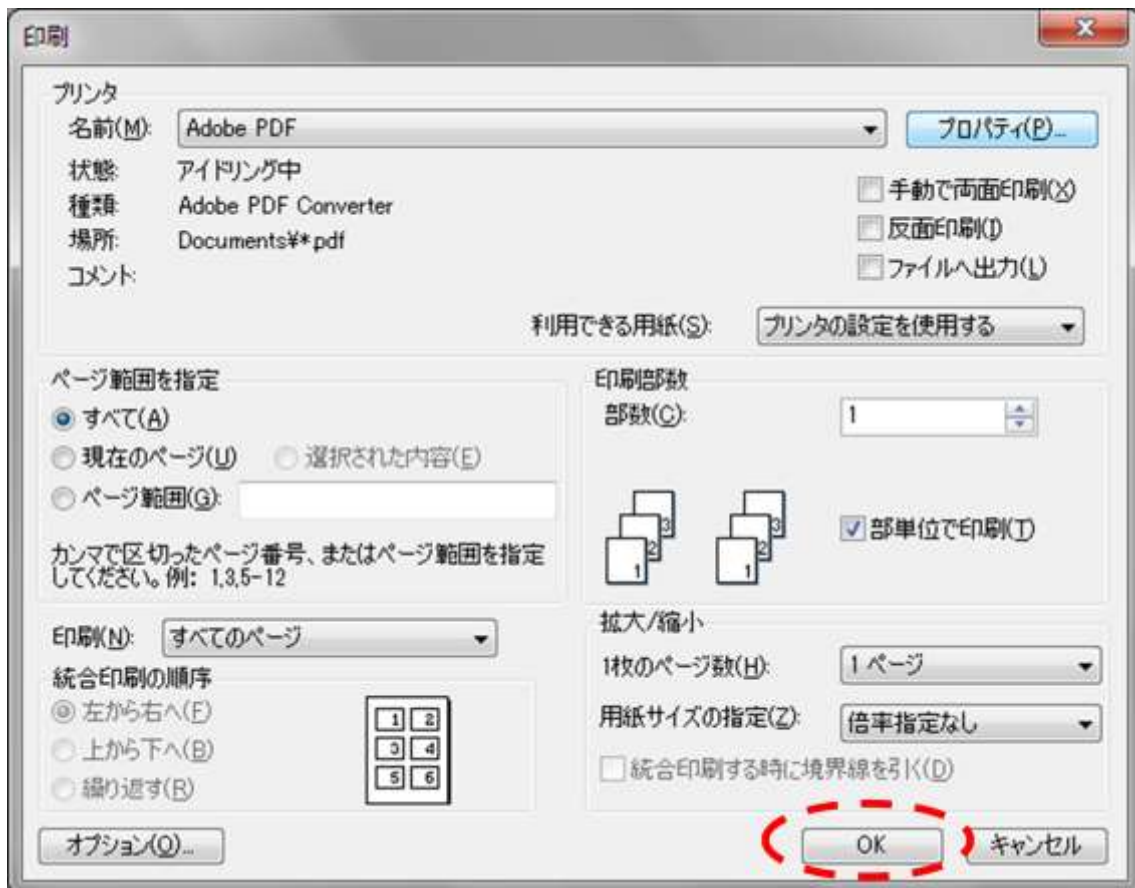 印刷
プリンタ
名前(M): Adobe PDF プロパティ(P)...
状態: アイドリング中
種類: Adobe PDF Converter
場所: Documents¥*.pdf
コメント:
手動で両面印刷(X)
反面印刷(I)
ファイルへ出力(L)
利用できる用紙(S): プリンタの設定を使用する
ページ範囲を指定
すべて(A)
現在のページ(U) 選択された内容(E)
ページ範囲(G):
カンマで区切ったページ番号、またはページ範囲を指定
してください。例: 1,3,5-12
印刷部数
部数(C): 1
1 2 3 1 2 3
部単位で印刷(T)
印刷(N): すべてのページ
統合印刷の順序
左から右へ(F)
上から下へ(B)
繰り返す(R)
1 2
3 4
5 6
拡大/縮小
1枚のページ数(H): 1 ページ
用紙サイズの指定(Z): 倍率指定なし
統合印刷する時に境界線を引く(D)
オプション(O)... OK キャンセル